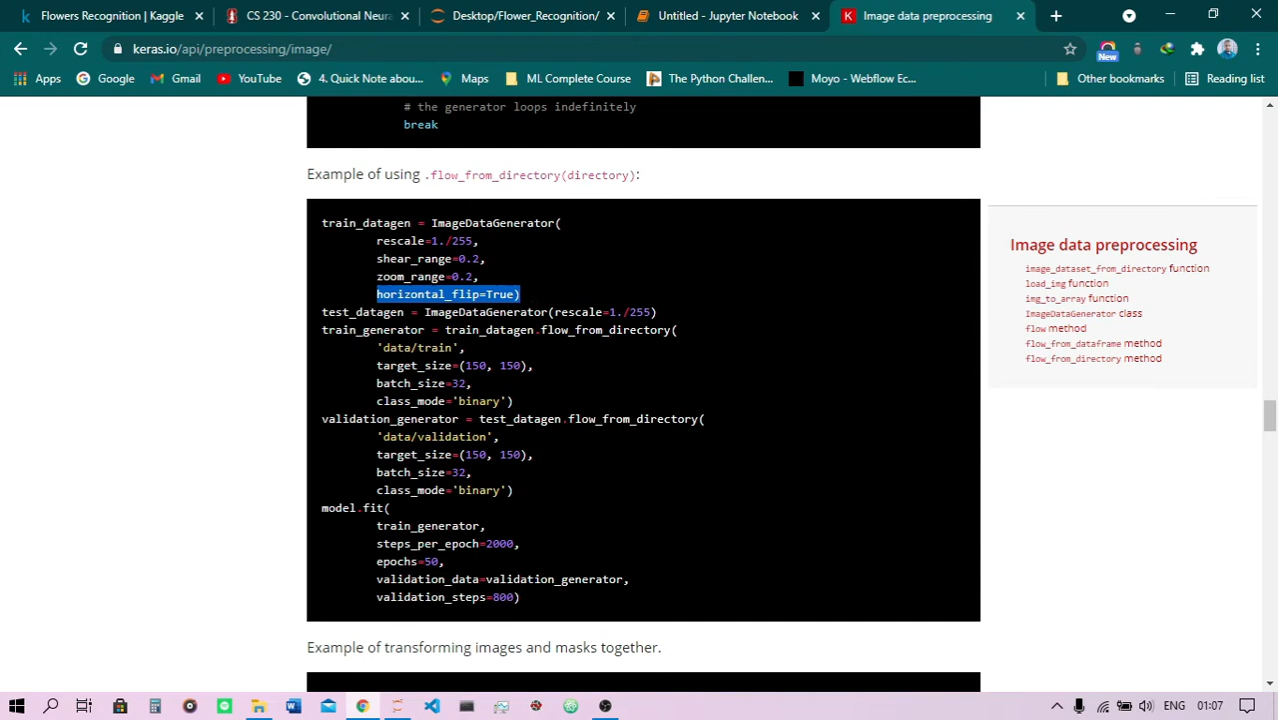 Flowers Recognition | Kaggle
CS 230 - Convolutional Neura
Desktop/Flower_Recognition/
Untitled - Jupyter Notebook
Image data preprocessing
keras.io/api/preprocessing/image/
New
Apps
Google
Gmail
YouTube
4. Quick Note abou...
Maps
ML Complete Course
The Python Challen...
Moyo - Webflow Ec...
Other bookmarks
Reading list
# the generator loops indefinitely
break
Example of using .flow_from_directory(directory):
train_datagen = ImageDataGenerator(
rescale=1./255,
shear_range=0.2,
zoom_range=0.2,
horizontal_flip=True)
test_datagen = ImageDataGenerator(rescale=1./255)
train_generator = train_datagen.flow_from_directory(
'data/train',
target_size=(150, 150),
batch_size=32,
class_mode='binary')
validation_generator = test_datagen.flow_from_directory(
'data/validation',
target_size=(150, 150),
batch_size=32,
class_mode='binary')
model.fit(
train_generator,
steps_per_epoch=2000,
epochs=50,
validation_data=validation_generator,
validation_steps=800)
Example of transforming images and masks together.
Image data preprocessing
image_dataset_from_directory function
load_img function
img_to_array function
ImageDataGenerator class
flow method
flow_from_dataframe method
flow_from_directory method
ENG
01:07